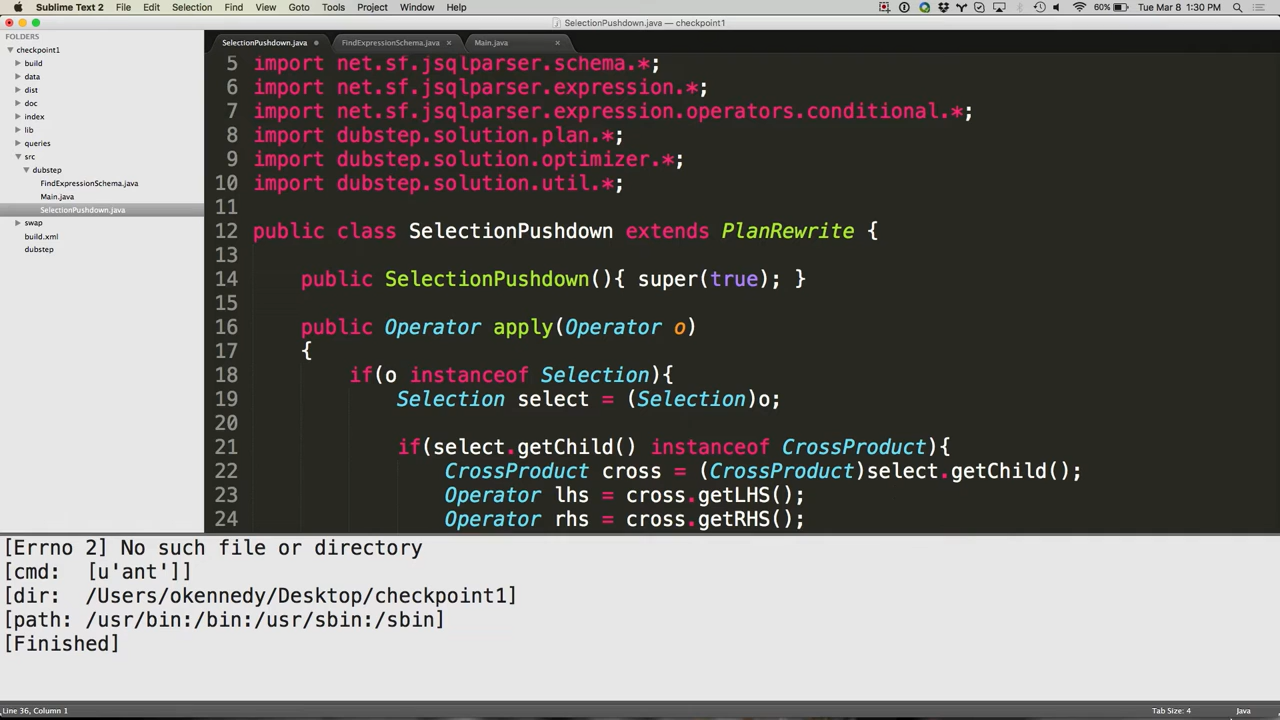 Sublime Text 2 File Edit Selection Find View Goto Tools Project Window Help 60% Tue Mar 8 1:30 PM
SelectionPushdown.java — checkpoint1
FOLDERS
checkpoint1
build
data
dist
doc
index
lib
queries
src
dubstep
FindExpressionSchema.java
Main.java
SelectionPushdown.java
swap
build.xml
dubstep
SelectionPushdown.java FindExpressionSchema.java Main.java
5 import net.sf.jsqlparser.schema.*;
6 import net.sf.jsqlparser.expression.*;
7 import net.sf.jsqlparser.expression.operators.conditional.*;
8 import dubstep.solution.plan.*;
9 import dubstep.solution.optimizer.*;
10 import dubstep.solution.util.*;
11
12 public class SelectionPushdown extends PlanRewrite {
13
14 public SelectionPushdown(){ super(true); }
15
16 public Operator apply(Operator o)
17 {
18 if(o instanceof Selection){
19 Selection select = (Selection)o;
20
21 if(select.getChild() instanceof CrossProduct){
22 CrossProduct cross = (CrossProduct)select.getChild();
23 Operator lhs = cross.getLHS();
24 Operator rhs = cross.getRHS();
[Errno 2] No such file or directory
[cmd: [u'ant']]
[dir: /Users/okennedy/Desktop/checkpoint1]
[path: /usr/bin:/bin:/usr/sbin:/sbin]
[Finished]
Line 36, Column 1 Tab Size: 4 Java